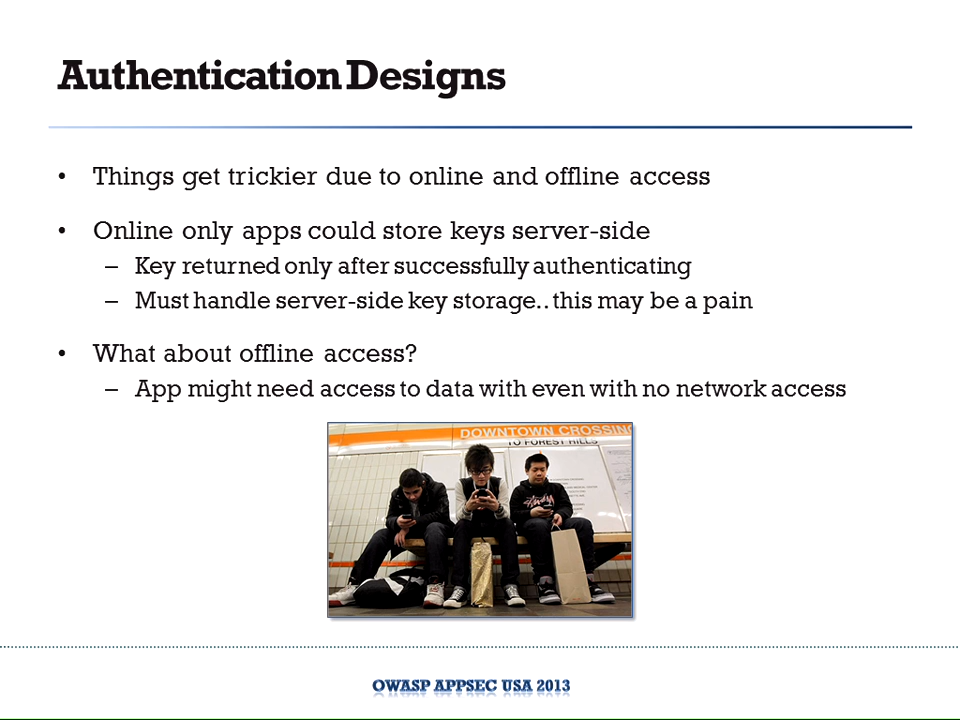 Authentication Designs
• Things get trickier due to online and offline access
• Online only apps could store keys server-side
– Key returned only after successfully authenticating
– Must handle server-side key storage.. this may be a pain
• What about offline access?
– App might need access to data with even with no network access
DOWNTOWN CROSSING
TO FOREST HILLS
OWASP APPSEC USA 2013